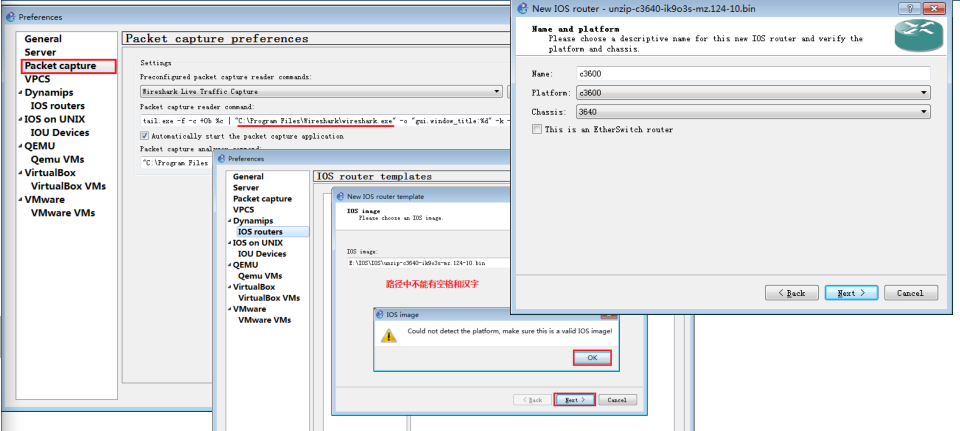 Preferences
General
Server
Packet capture
VPCS
Dynamips
IOS routers
IOS on UNIX
IOU Devices
QEMU
Qemu VMs
VirtualBox
VirtualBox VMs
VMware
VMware VMs
Packet capture preferences
Settings
Preconfigured packet capture reader commands:
Wireshark Live Traffic Capture
Packet capture reader command:
tail.exe -f -c +0b %c | "C:\Program Files\Wireshark\wireshark.exe" -o "gui.window_title:%d" -k -
Automatically start the packet capture application
Packet capture analyzer command:
"C:\Program Files
Preferences
General
Server
Packet capture
VPCS
Dynamips
IOS routers
IOS on UNIX
IOU Devices
QEMU
Qemu VMs
VirtualBox
VirtualBox VMs
VMware
VMware VMs
IOS router templates
New IOS router template
IOS image
Please choose an IOS image.
IOS image:
E:\IOS\IOS\unzip-c3640-ik9o3s-mz.124-10.bin
路径中不能有空格和汉字
IOS image
Could not detect the platform, make sure this is a valid IOS image!
OK
< Back
Next >
Cancel
New IOS router - unzip-c3640-ik9o3s-mz.124-10.bin
Name and platform
Please choose a descriptive name for this new IOS router and verify the
platform and chassis.
Name: c3600
Platform: c3600
Chassis: 3640
This is an EtherSwitch router
< Back
Next >
Cancel